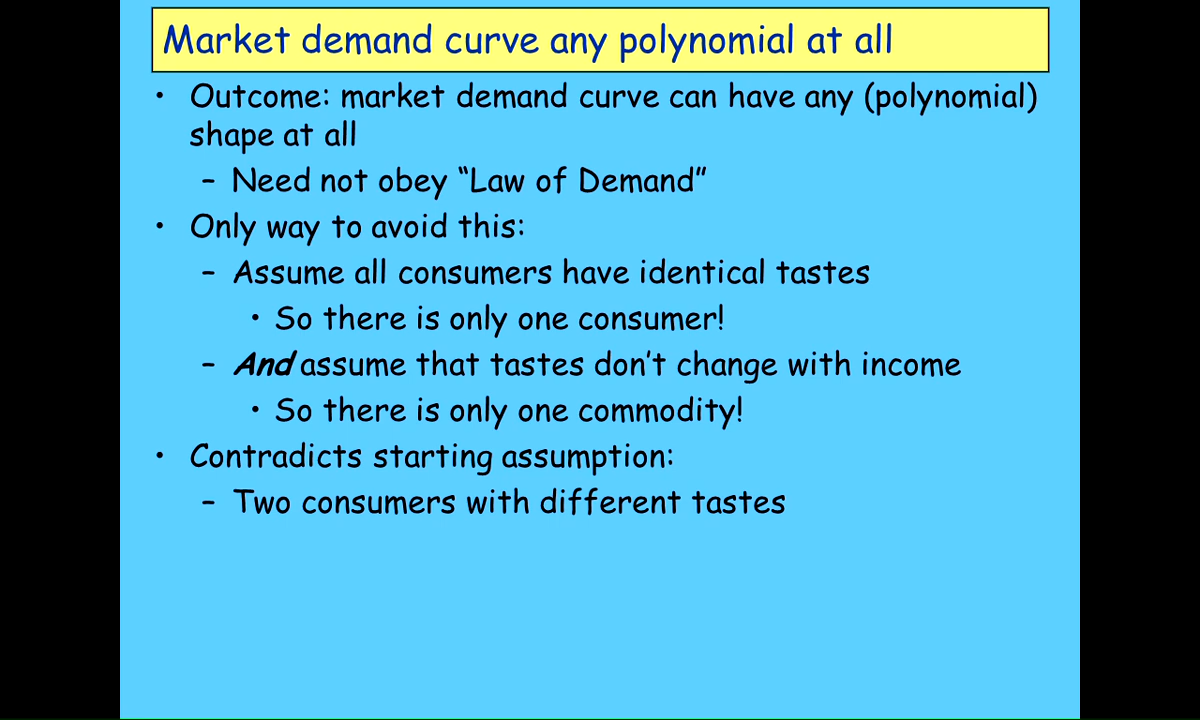 Market demand curve any polynomial at all
• Outcome: market demand curve can have any (polynomial)
shape at all
– Need not obey “Law of Demand”
• Only way to avoid this:
– Assume all consumers have identical tastes
• So there is only one consumer!
– And assume that tastes don’t change with income
• So there is only one commodity!
• Contradicts starting assumption:
– Two consumers with different tastes